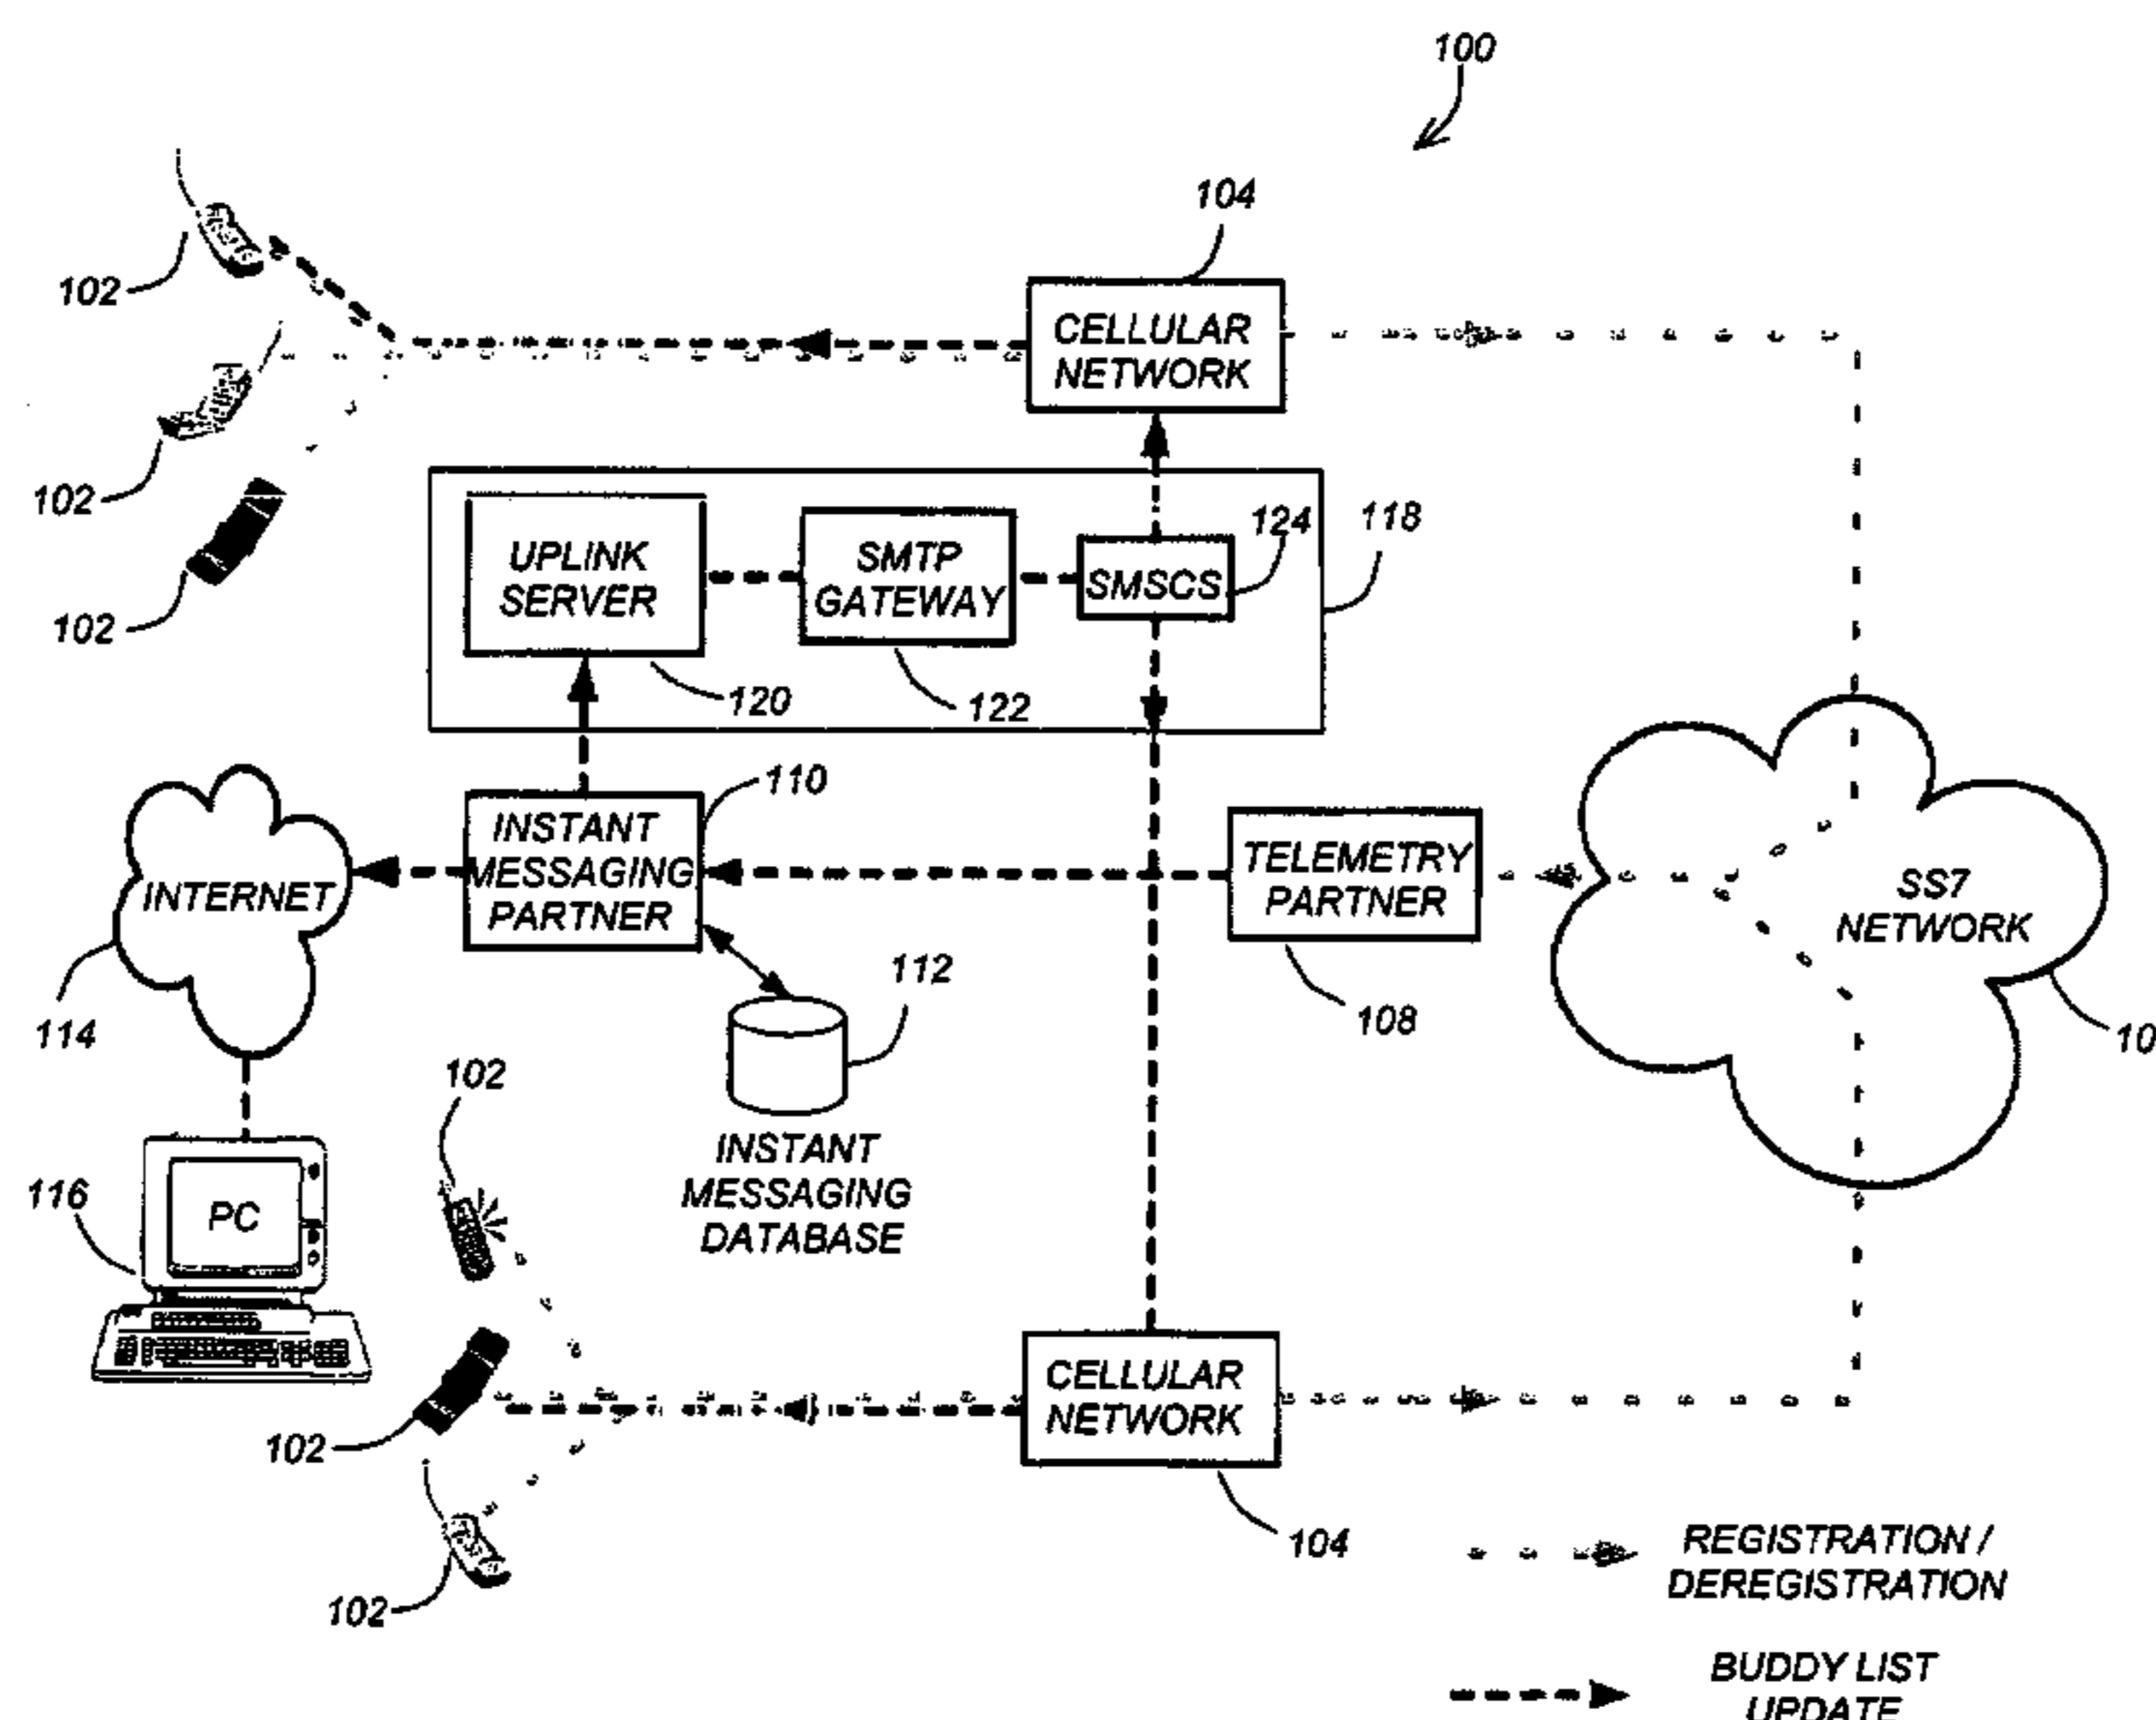 100
104
102
CELLULAR
NETWORK
102
124
118
UPLINK
SERVER
SMTP
GATEWAY
SMSCS
102
120
122
110
INSTANT
MESSAGING
PARTNER
TELEMETRY
PARTNER
INTERNET
SS7
NETWORK
112
114
108
10
102
INSTANT
MESSAGING
DATABASE
116
PC
CELLULAR
NETWORK
102
104
REGISTRATION /
DEREGISTRATION
102
BUDDY LIST
UPDATE